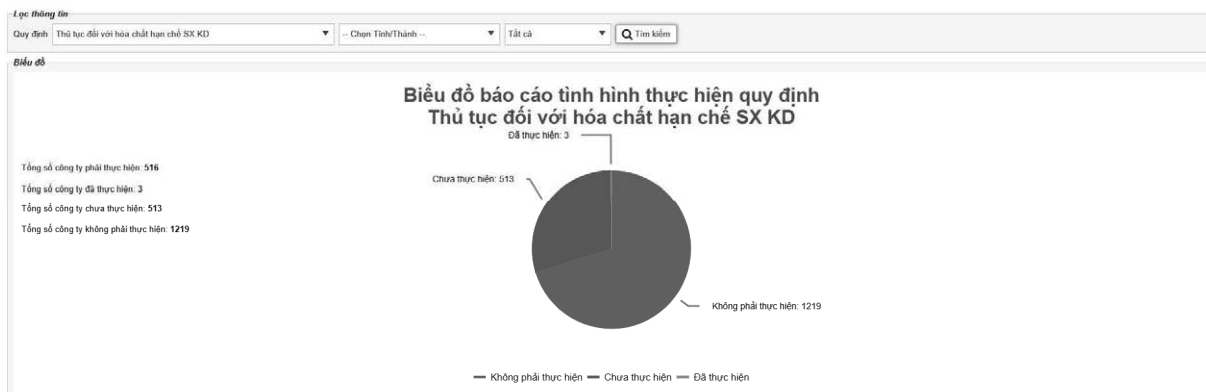 Lọc thông tin
Quy định Thủ tục đối với hóa chất hạn chế SX KD -- Chọn Tỉnh/Thành -- Tất cả Tìm kiếm
Biểu đồ
Biểu đồ báo cáo tình hình thực hiện quy định
Thủ tục đối với hóa chất hạn chế SX KD
Đã thực hiện: 3
Tổng số công ty phải thực hiện: 516
Chưa thực hiện: 513
Tổng số công ty đã thực hiện: 3
Tổng số công ty chưa thực hiện: 513
Tổng số công ty không phải thực hiện: 1219
Không phải thực hiện: 1219
Không phải thực hiện Chưa thực hiện Đã thực hiện